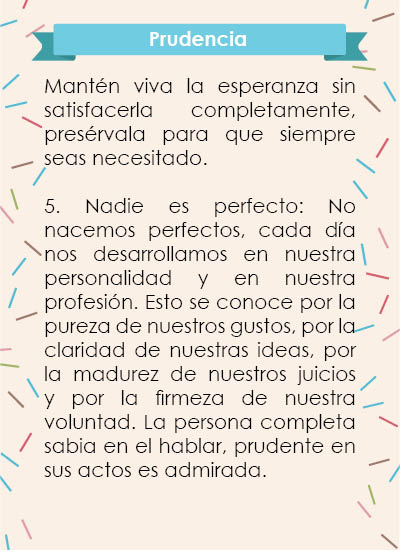 Prudencia
Mantén viva la esperanza sin
satisfacerla completamente,
presérvala para que siempre
seas necesitado.
5. Nadie es perfecto: No
nacemos perfectos, cada día
nos desarrollamos en nuestra
personalidad y en nuestra
profesión. Esto se conoce por la
pureza de nuestros gustos, por la
claridad de nuestras ideas, por
la madurez de nuestros juicios
y por la firmeza de nuestra
voluntad. La persona completa
sabia en el hablar, prudente en
sus actos es admirada.